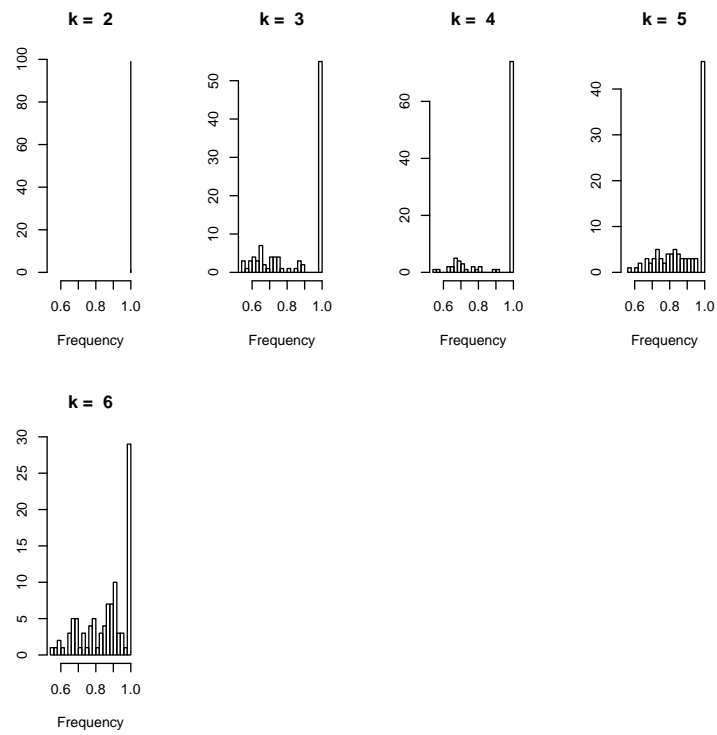 k = 2
0 20 40 60 80 100
0.6 0.8 1.0
Frequency
k = 3
0 10 20 30 40 50
0.6 0.8 1.0
Frequency
k = 4
0 20 40 60
0.6 0.8 1.0
Frequency
k = 5
0 10 20 30 40
0.6 0.8 1.0
Frequency
k = 6
0 5 10 15 20 25 30
0.6 0.8 1.0
Frequency